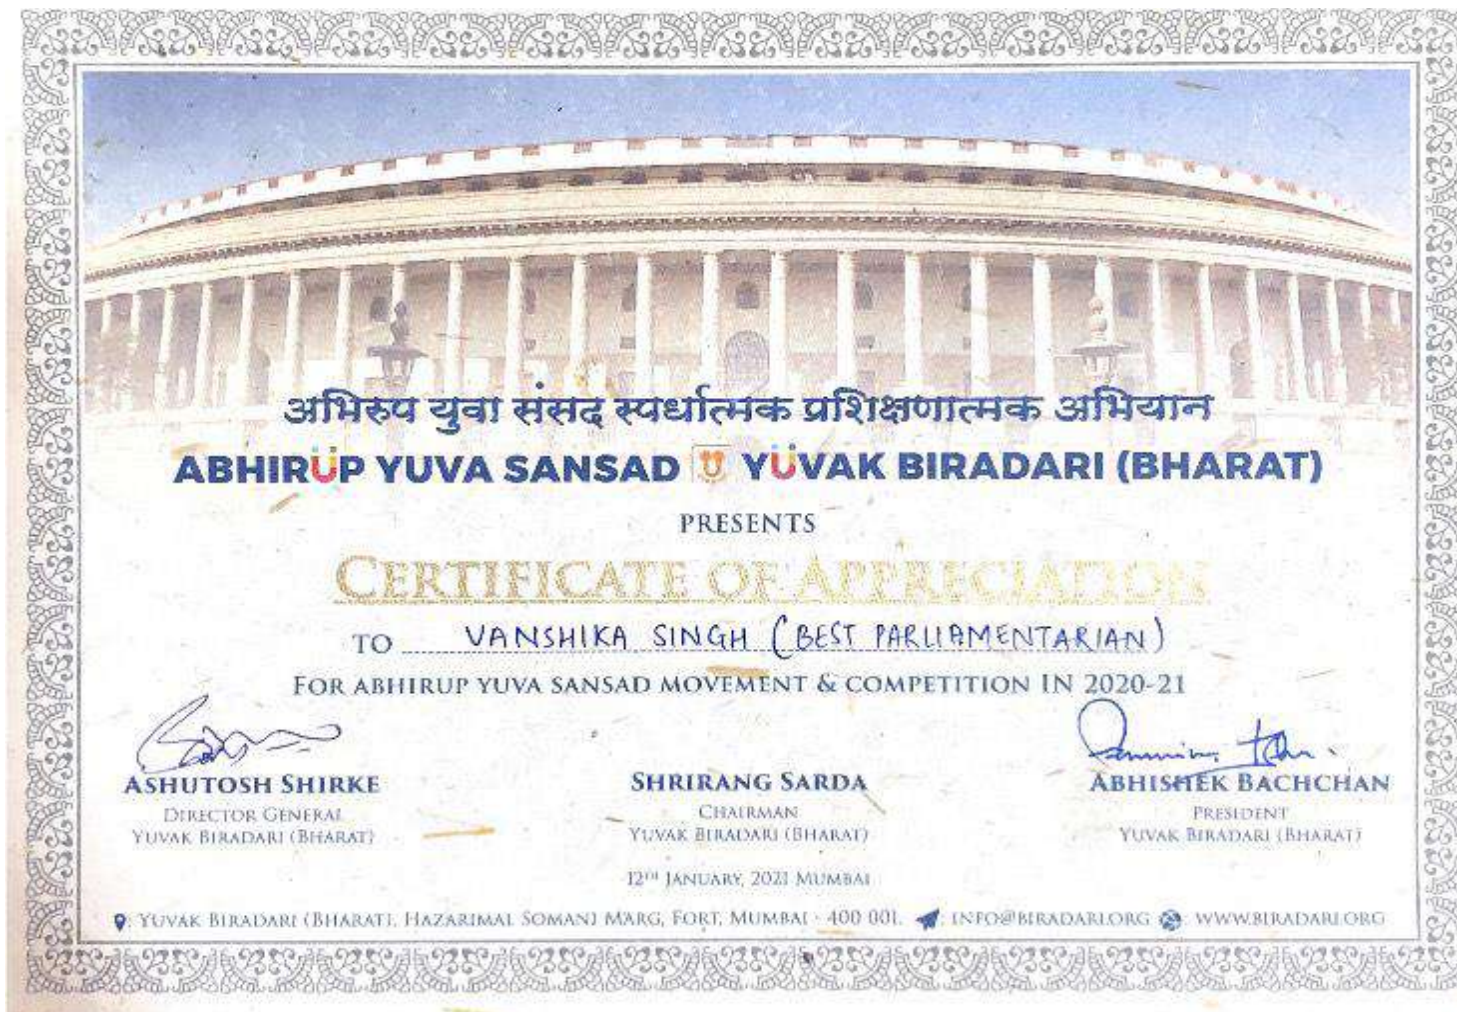 अभिरुप युवा संसद स्पर्धात्मक प्रशिक्षणात्मक अभियान
ABHIRÜP YUVA SANSAD Ü YÜVAK BIRADARI (BHARAT)
PRESENTS
CERTIFICATE OF APPRECIATION
TO VANSHIKA SINGH (BEST PARLIAMENTARIAN)
FOR ABHIRUP YUVA SANSAD MOVEMENT & COMPETITION IN 2020-21
ASHUTOSH SHIRKE SHRIRANG SARDA ABHISHEK BACHCHAN
DIRECTOR GENERAL CHAIRMAN PRESIDENT
YUVAK BIRADARI (BHARAT) YUVAK BIRADARI (BHARAT) YUVAK BIRADARI (BHARAT)
12TH JANUARY, 2021 MUMBAI
YUVAK BIRADARI (BHARAT), HAZARIMAL SOMANI MARG, FORT, MUMBAI - 400 001. : INFO@BIRADARI.ORG : WWW.BIRADARI.ORG